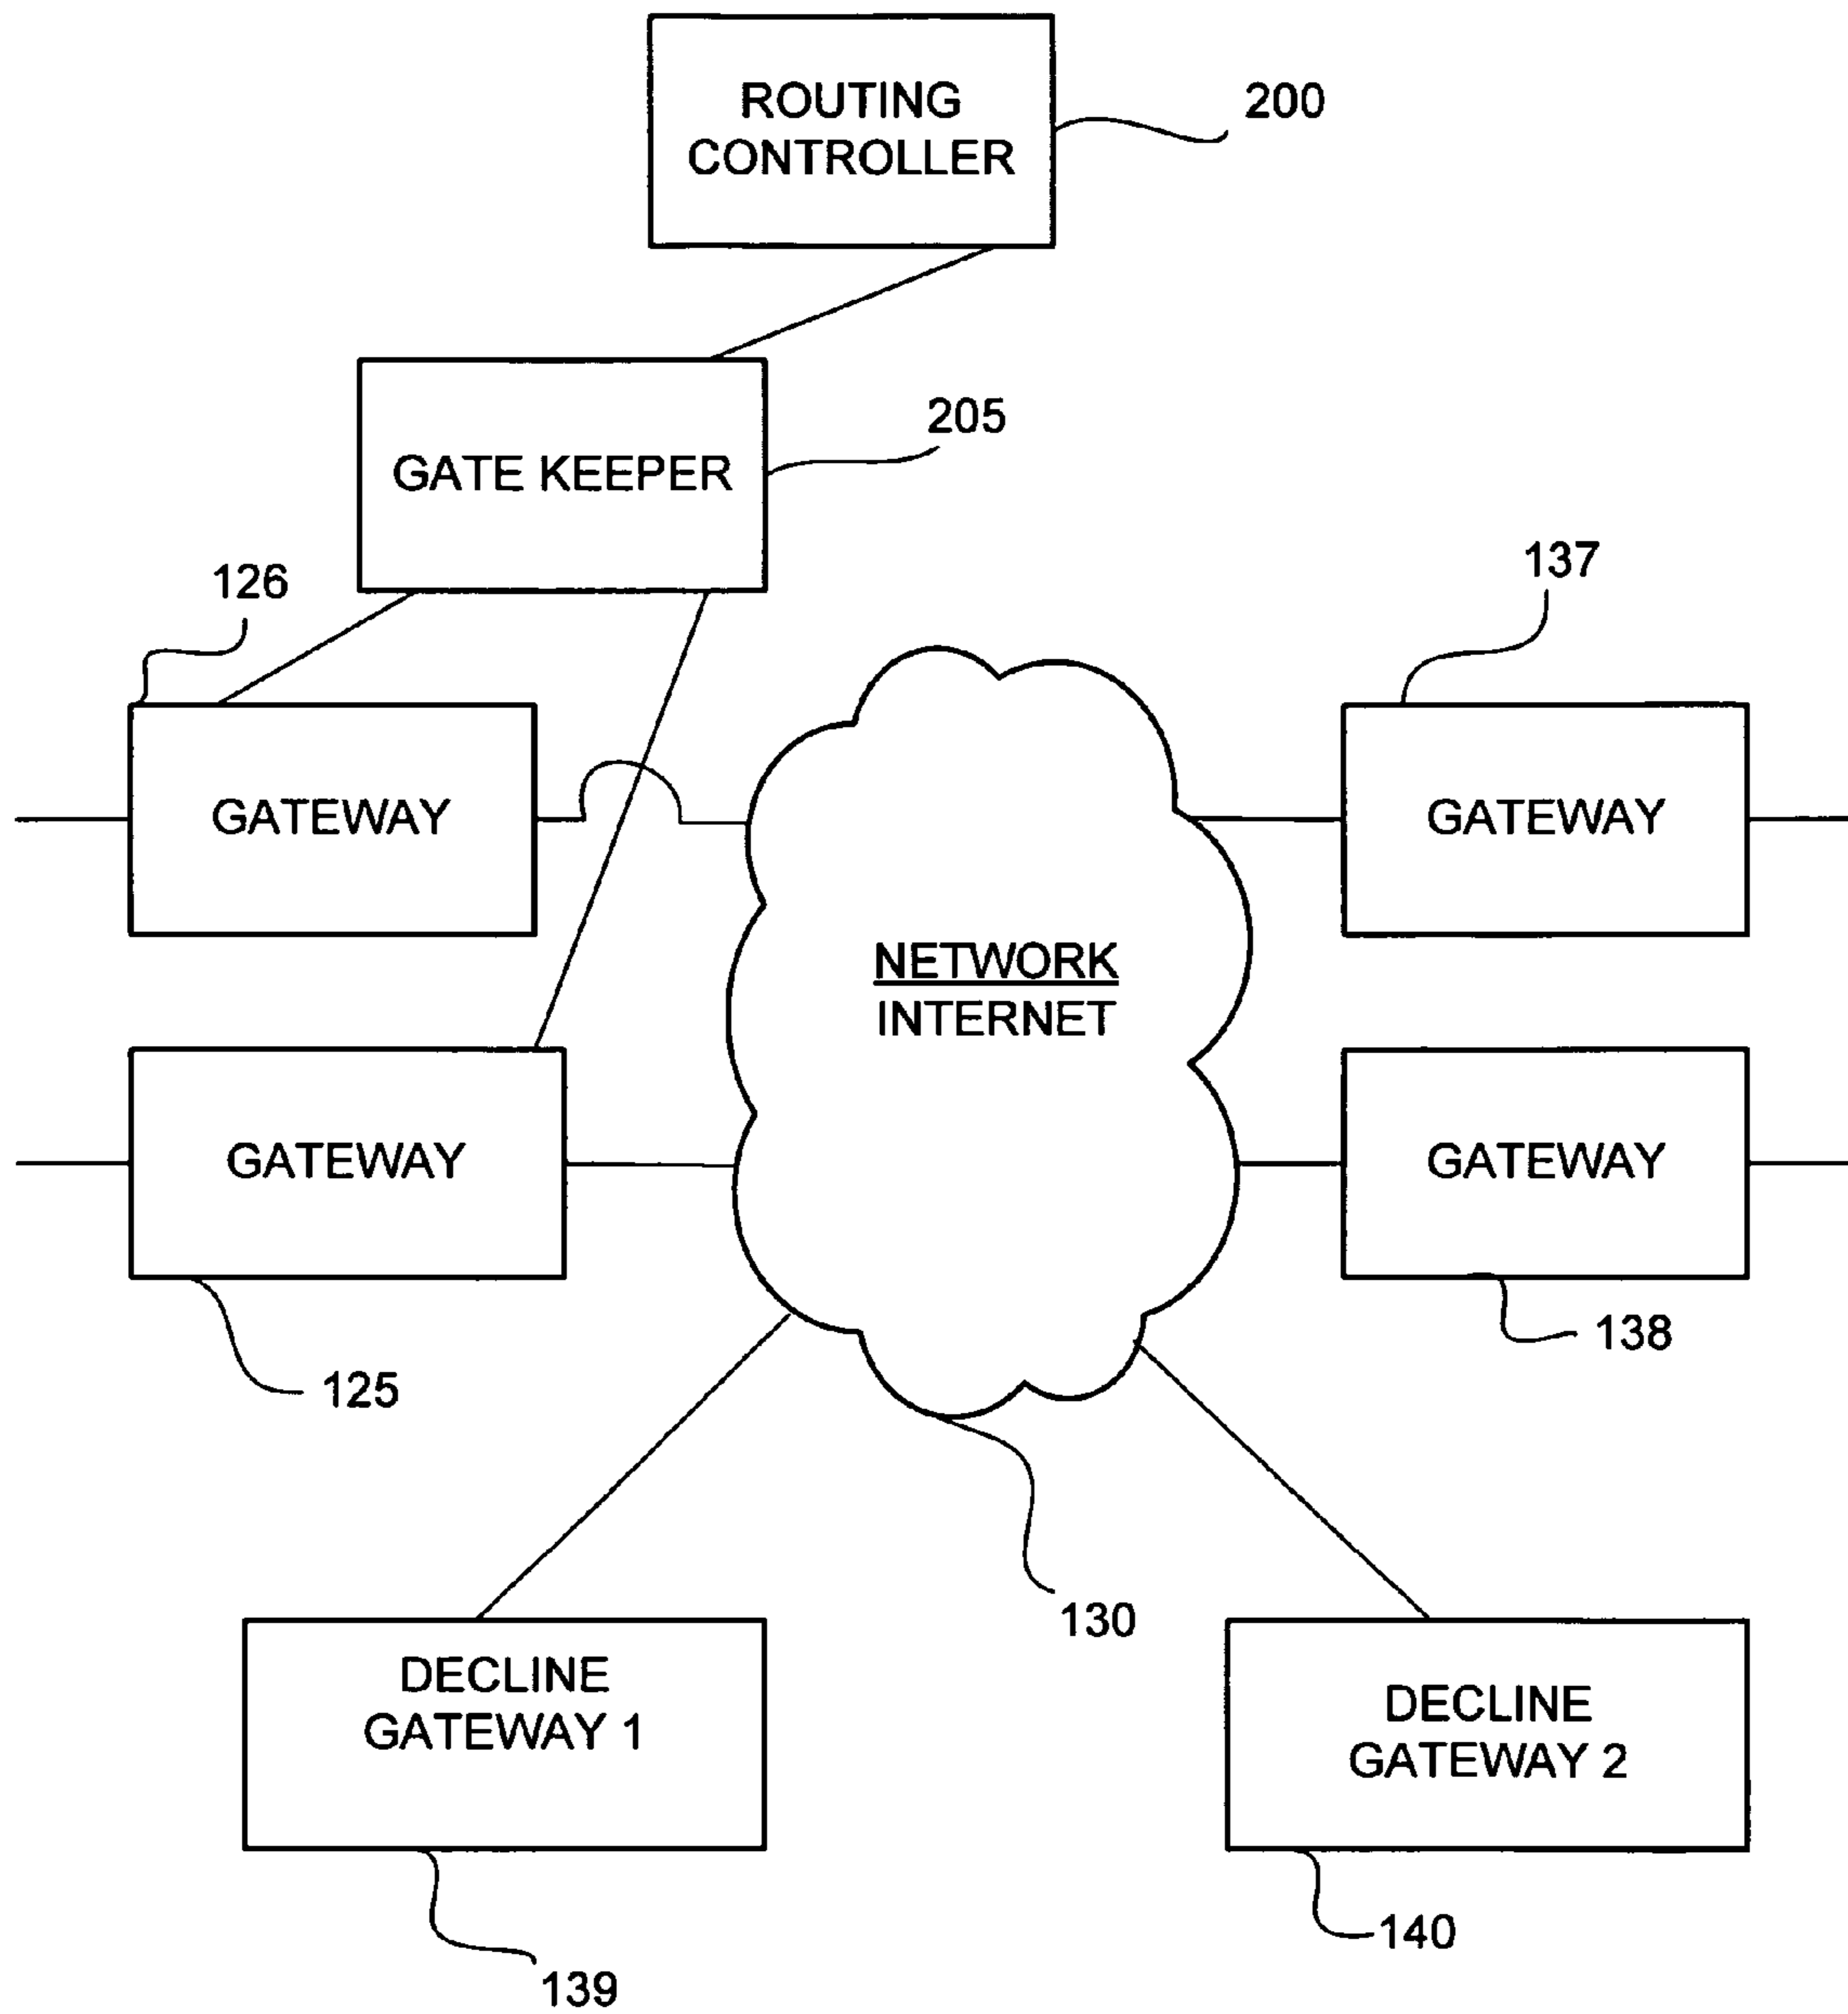 ROUTING
CONTROLLER
200
GATE KEEPER
205
126
137
GATEWAY
GATEWAY
NETWORK
INTERNET
GATEWAY
GATEWAY
138
125
130
DECLINE
GATEWAY 1
DECLINE
GATEWAY 2
140
139